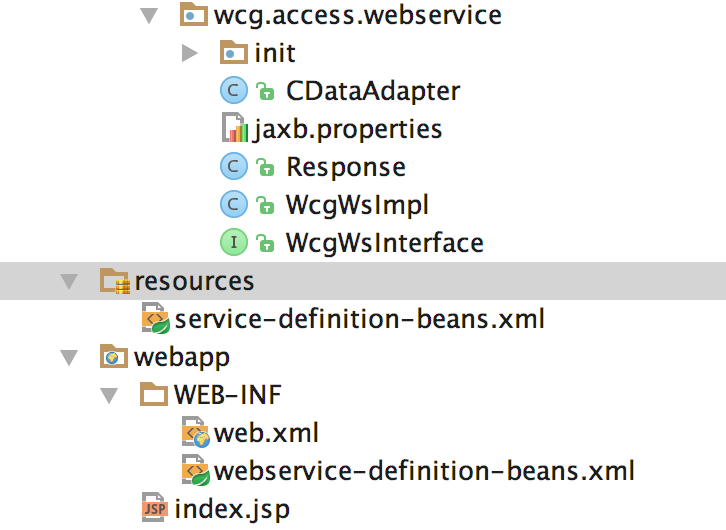 wcg.access.webservice
init
C CDataAdapter
jaxb.properties
C Response
C WcgWsImpl
I WcgWsInterface
resources
service-definition-beans.xml
webapp
WEB-INF
web.xml
webservice-definition-beans.xml
JSP index.jsp